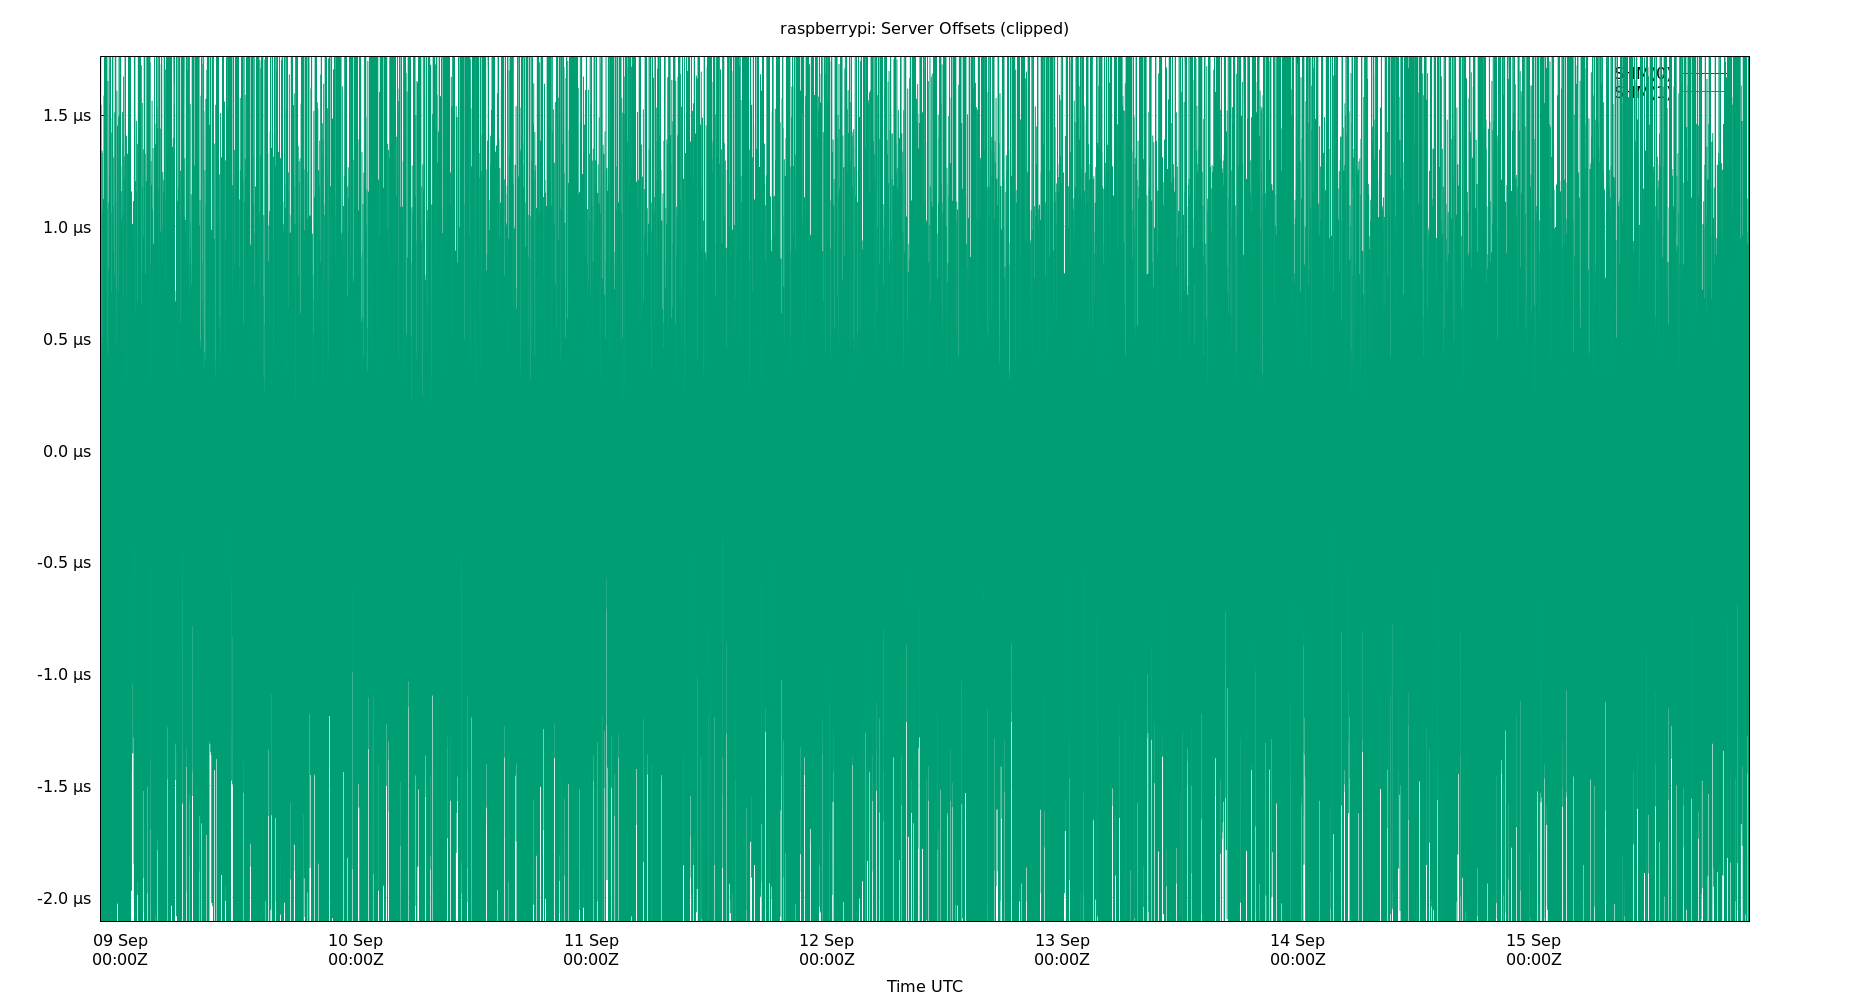 raspberrypi: Server Offsets (clipped)
SHM(0)
1.5 µs
1.0 µs
0.5 µs
0.0 µs
-0.5 µs
-1.0 µs
-1.5 µs
-2.0 µs
09 Sep 10 Sep 11 Sep 12 Sep 13 Sep 14 Sep 15 Sep
00:00Z 00:00Z 00:00Z 00:00Z 00:00Z 00:00Z 00:00Z
Time UTC